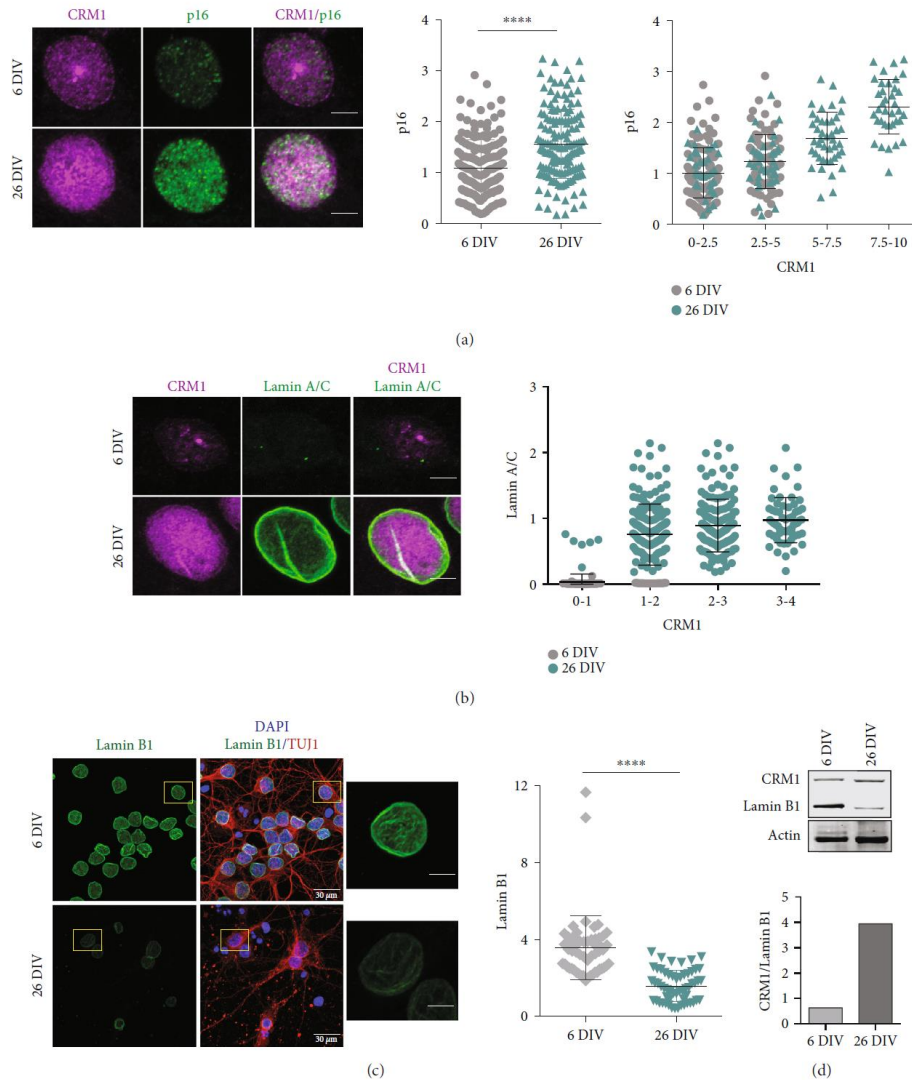 CRM1 p16 CRM1/p16
6 DIV
26 DIV
****
p16
4
3
2
1
0
6 DIV 26 DIV
p16
4
3
2
1
0
0-2.5 2.5-5 5-7.5 7.5-10
CRM1
6 DIV
26 DIV
(a)
CRM1 Lamin A/C CRM1
Lamin A/C
6 DIV
26 DIV
Lamin A/C
3
2
1
0
0-1 1-2 2-3 3-4
CRM1
6 DIV
26 DIV
(b)
Lamin B1
DAPI
Lamin B1/TUJ1
6 DIV
30 µm
26 DIV
30 µm
****
Lamin B1
12
8
4
0
6 DIV 26 DIV
(c)
6 DIV 26 DIV
CRM1
Lamin B1
Actin
CRM1/Lamin B1
5
4
3
2
1
0
6 DIV 26 DIV
(d)